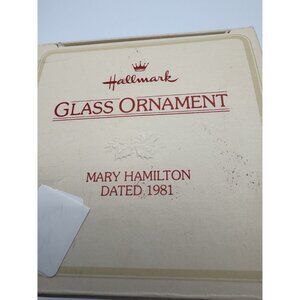 Hallmark
GLASS ORNAMENT
MARY HAMILTON
DATED 1981